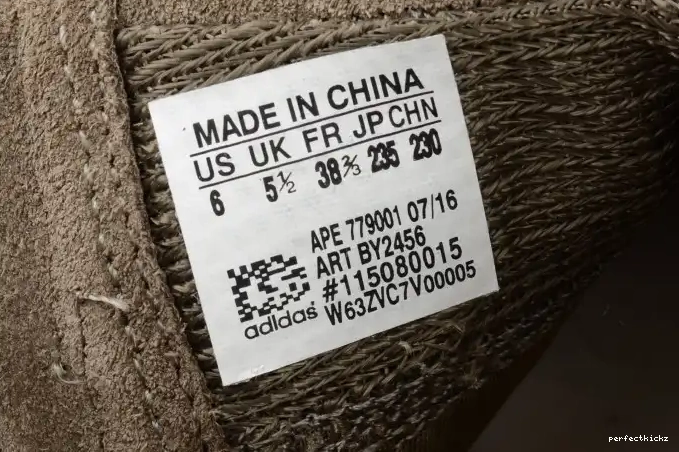 MADE IN CHINA
US UK FR JP CHN
6 5½ 38⅔ 235 230
APE 779001 07/16
ART BY2456
#115080015
W63ZVC7V00005
adidas
perfectkickz